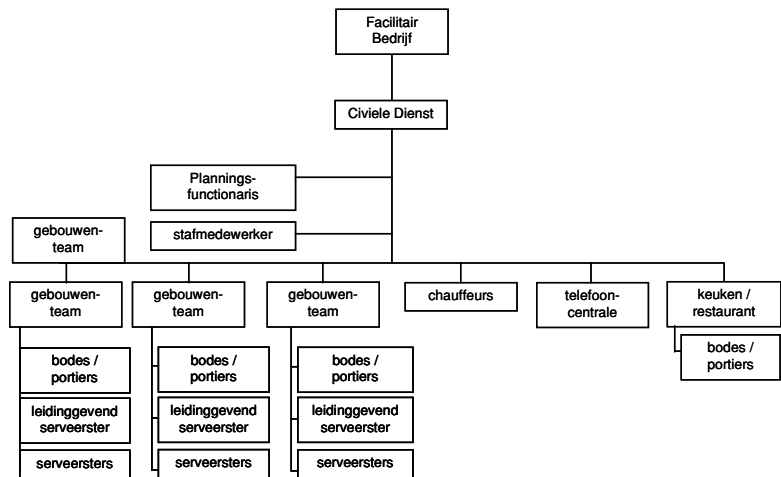 Facilitair
Bedrijf
Civiele Dienst
Plannings-
functionaris
stafmedewerker
gebouwen-
team
gebouwen-
team
gebouwen-
team
gebouwen-
team
chauffeurs
telefoon-
centrale
keuken /
restaurant
bodes /
portiers
bodes /
portiers
bodes /
portiers
bodes /
portiers
leidinggevend
serveerster
leidinggevend
serveerster
leidinggevend
serveerster
serveersters
serveersters
serveersters